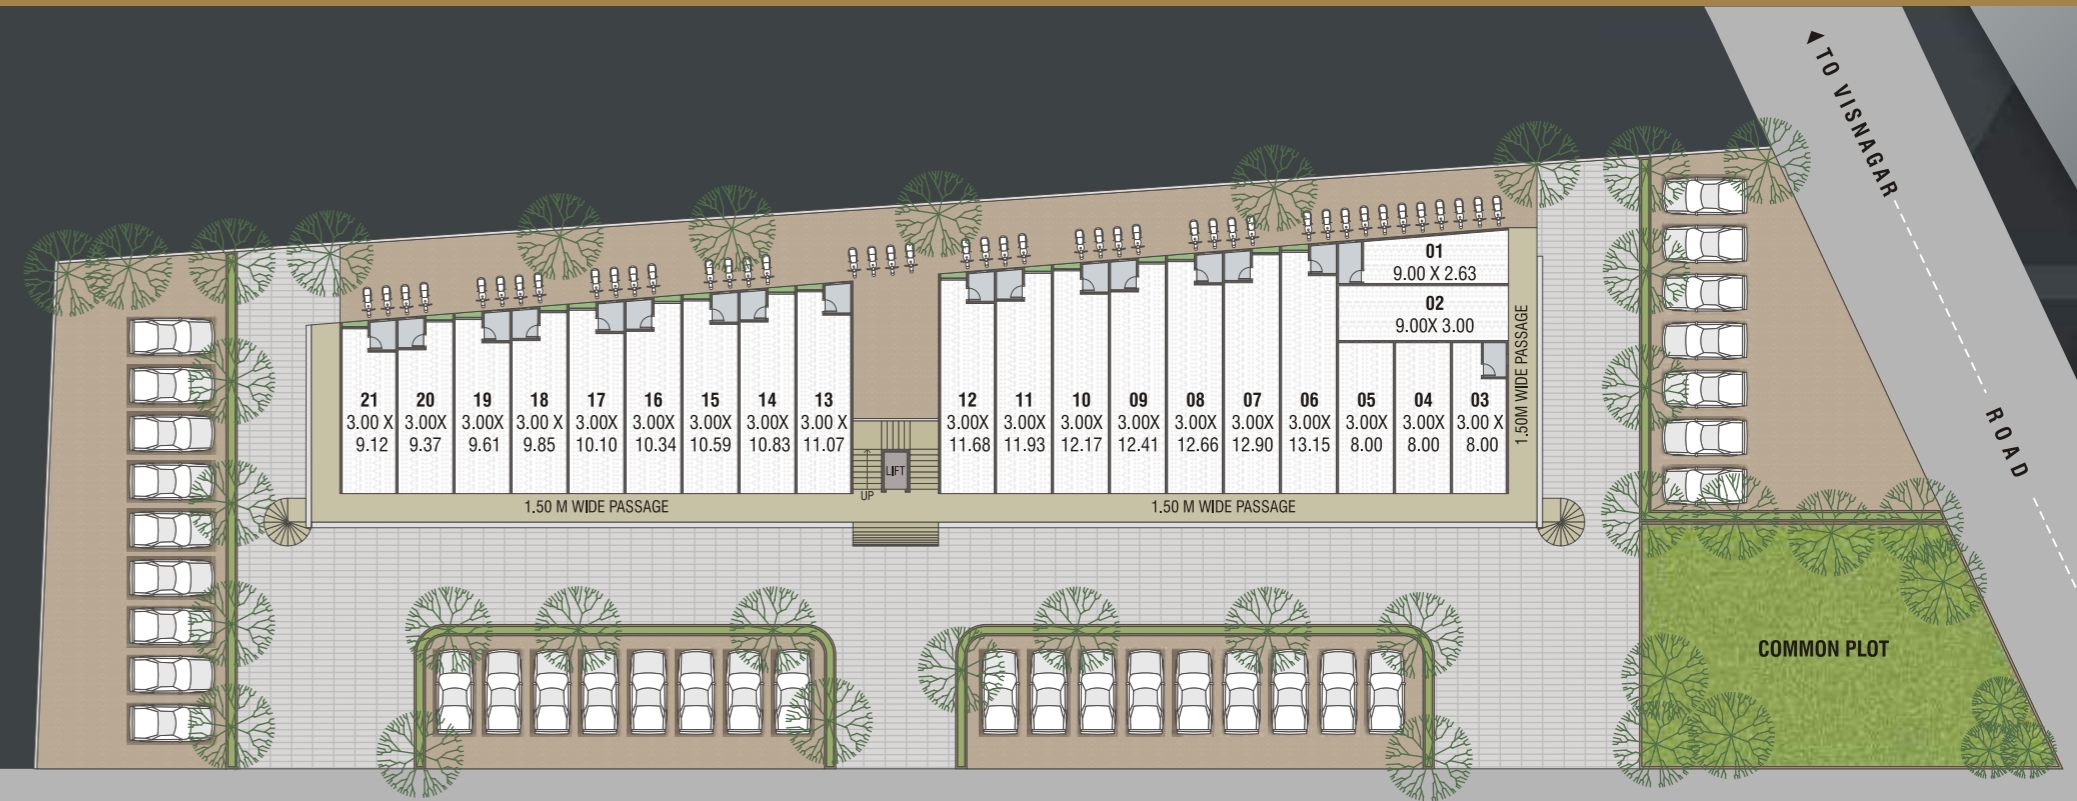 TO VISNAGAR
ROAD
01
9.00 X 2.63
02
9.00X 3.00
1.50M WIDE PASSAGE
21
3.00 X
9.12
20
3.00X
9.37
19
3.00X
9.61
18
3.00 X
9.85
17
3.00X
10.10
16
3.00X
10.34
15
3.00X
10.59
14
3.00X
10.83
13
3.00 X
11.07
12
3.00X
11.68
11
3.00X
11.93
10
3.00X
12.17
09
3.00X
12.41
08
3.00X
12.66
07
3.00X
12.90
06
3.00X
13.15
05
3.00X
8.00
04
3.00X
8.00
03
3.00 X
8.00
LIFT
UP
1.50 M WIDE PASSAGE
1.50 M WIDE PASSAGE
COMMON PLOT